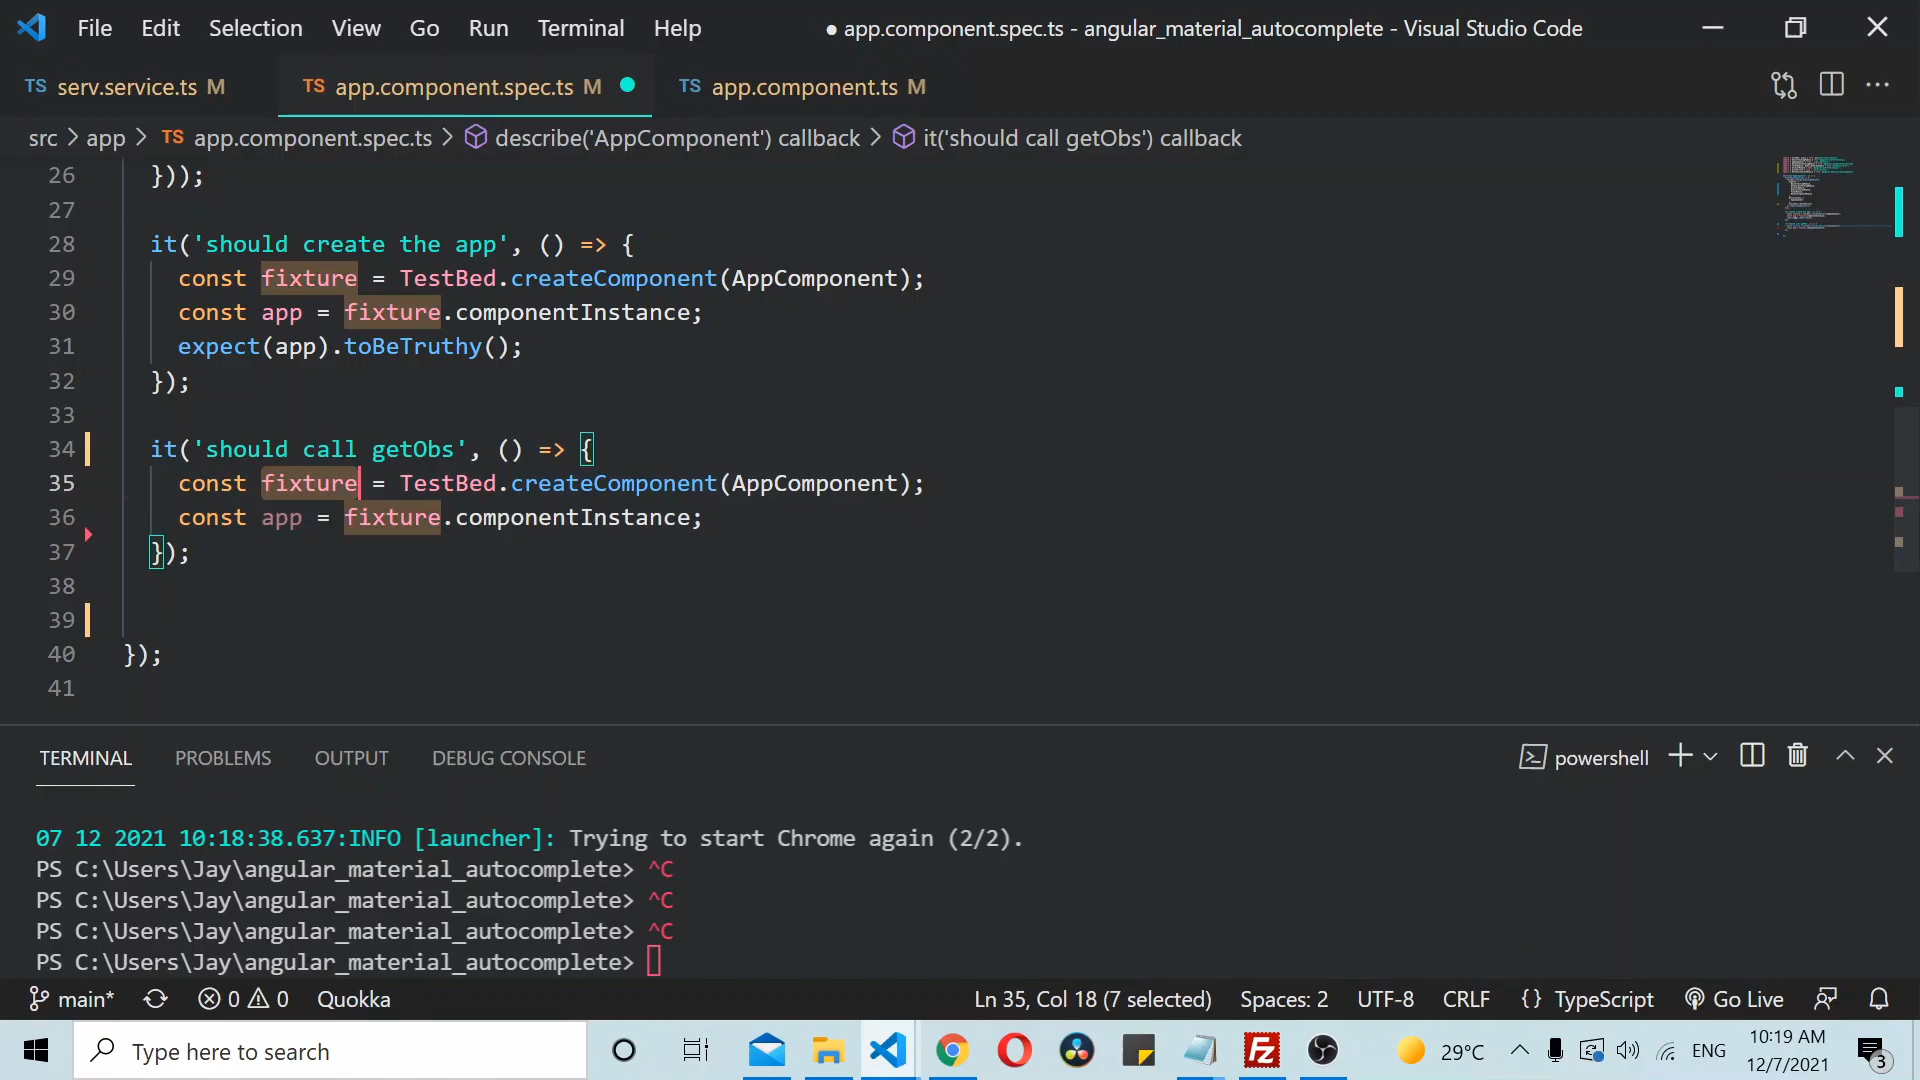 File Edit Selection View Go Run Terminal Help ● app.component.spec.ts - angular_material_autocomplete - Visual Studio Code
TS serv.service.ts M TS app.component.spec.ts M TS app.component.ts M
src > app > TS app.component.spec.ts > describe('AppComponent') callback > it('should call getObs') callback
26 }));
27
28 it('should create the app', () => {
29 const fixture = TestBed.createComponent(AppComponent);
30 const app = fixture.componentInstance;
31 expect(app).toBeTruthy();
32 });
33
34 it('should call getObs', () => {
35 const fixture = TestBed.createComponent(AppComponent);
36 const app = fixture.componentInstance;
37 });
38
39
40 });
41
TERMINAL PROBLEMS OUTPUT DEBUG CONSOLE powershell
07 12 2021 10:18:38.637:INFO [launcher]: Trying to start Chrome again (2/2).
PS C:\Users\Jay\angular_material_autocomplete> ^C
PS C:\Users\Jay\angular_material_autocomplete> ^C
PS C:\Users\Jay\angular_material_autocomplete> ^C
PS C:\Users\Jay\angular_material_autocomplete>
main* 0 0 Quokka Ln 35, Col 18 (7 selected) Spaces: 2 UTF-8 CRLF {} TypeScript Go Live
Type here to search Fz 29°C ENG 10:19 AM
12/7/2021 3